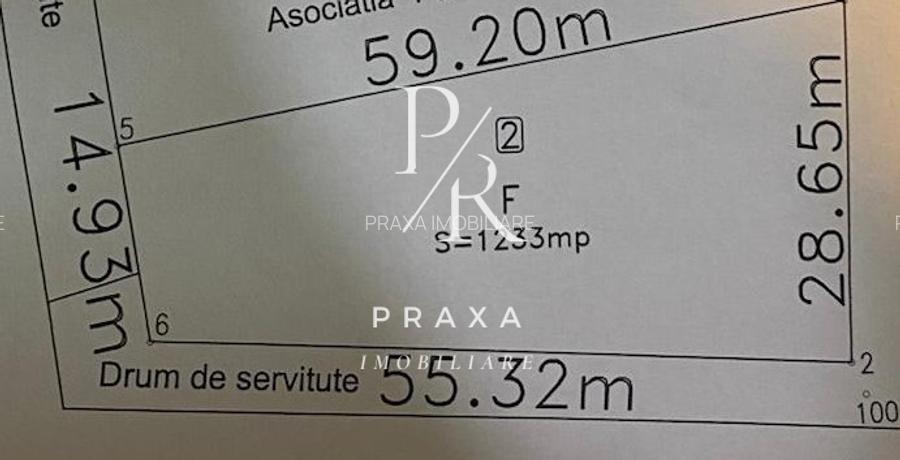 Asociatia
59.20m
5
14.93m
2
F
S=1233mp
28.65m
6
2
Drum de servitute 55.32m
100
P/R
PRAXA IMOBILIARE
PRAXA
IMOBILIARE